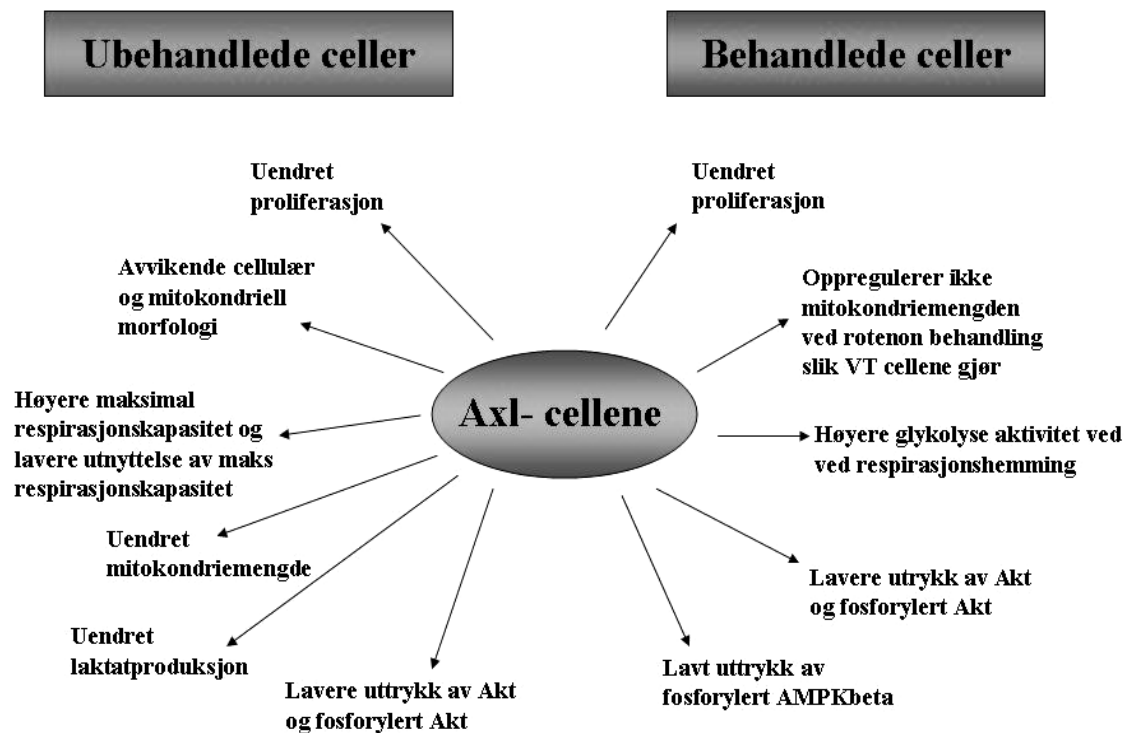 Ubehandlede celler
Behandlede celler
Uendret
proliferasjon
Avvikende cellulær
og mitokondriell
morfologi
Høyere maksimal
respirasjonskapasitet og
lavere utnyttelse av maks
respirasjonskapasitet
Uendret
mitokondriemengde
Uendret
laktatproduksjon
Lavere uttrykk av Akt
og fosforylert Akt
Axl- cellene
Uendret
proliferasjon
Oppregulerer ikke
mitokondriemengden
ved rotenon behandling
slik VT cellene gjør
Høyere glykolyse aktivitet ved
ved respirasjonshemming
Lavere utrykk av Akt
og fosforylert Akt
Lavt uttrykk av
fosforylert AMPKbeta